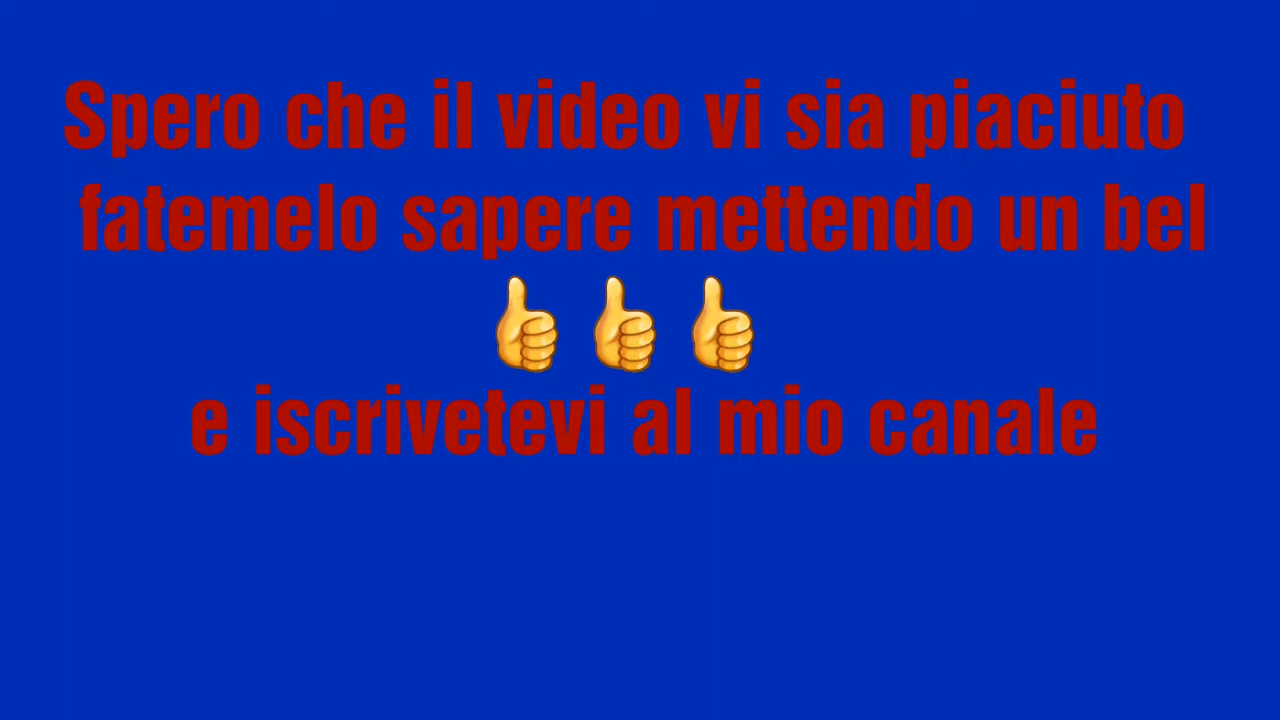 Spero che il video vi sia piaciuto
fatemelo sapere mettendo un bel
👍 👍 👍
e iscrivetevi al mio canale